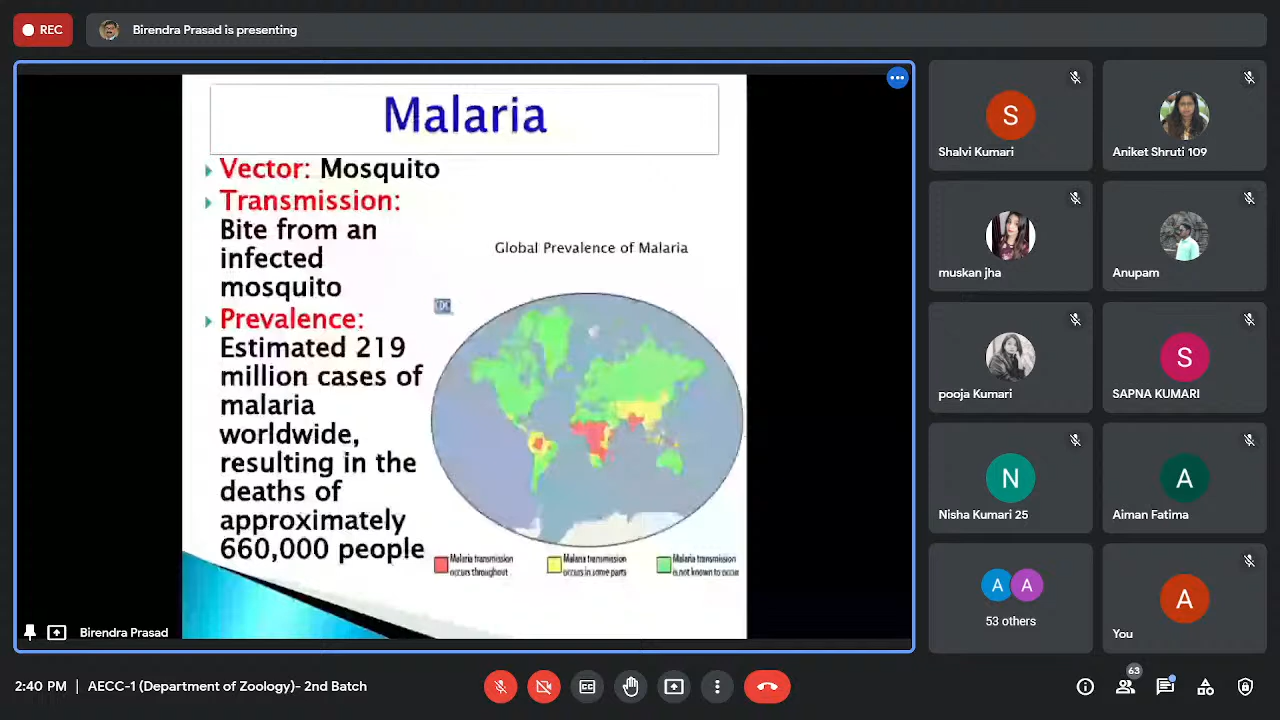 REC
Birendra Prasad is presenting
Malaria
Vector: Mosquito
Transmission:
Bite from an
infected
mosquito
Prevalence:
Estimated 219
million cases of
malaria
worldwide,
resulting in the
deaths of
approximately
660,000 people
Global Prevalence of Malaria
CDC
Malaria transmission
occurs throughout
Malaria transmission
occurs in some parts
Malaria transmission
is not known to occur
Birendra Prasad
S
Shalvi Kumari
Aniket Shruti 109
muskan jha
Anupam
pooja Kumari
S
SAPNA KUMARI
N
Nisha Kumari 25
A
Aiman Fatima
A A
53 others
A
You
2:40 PM | AECC-1 (Department of Zoology)- 2nd Batch
63